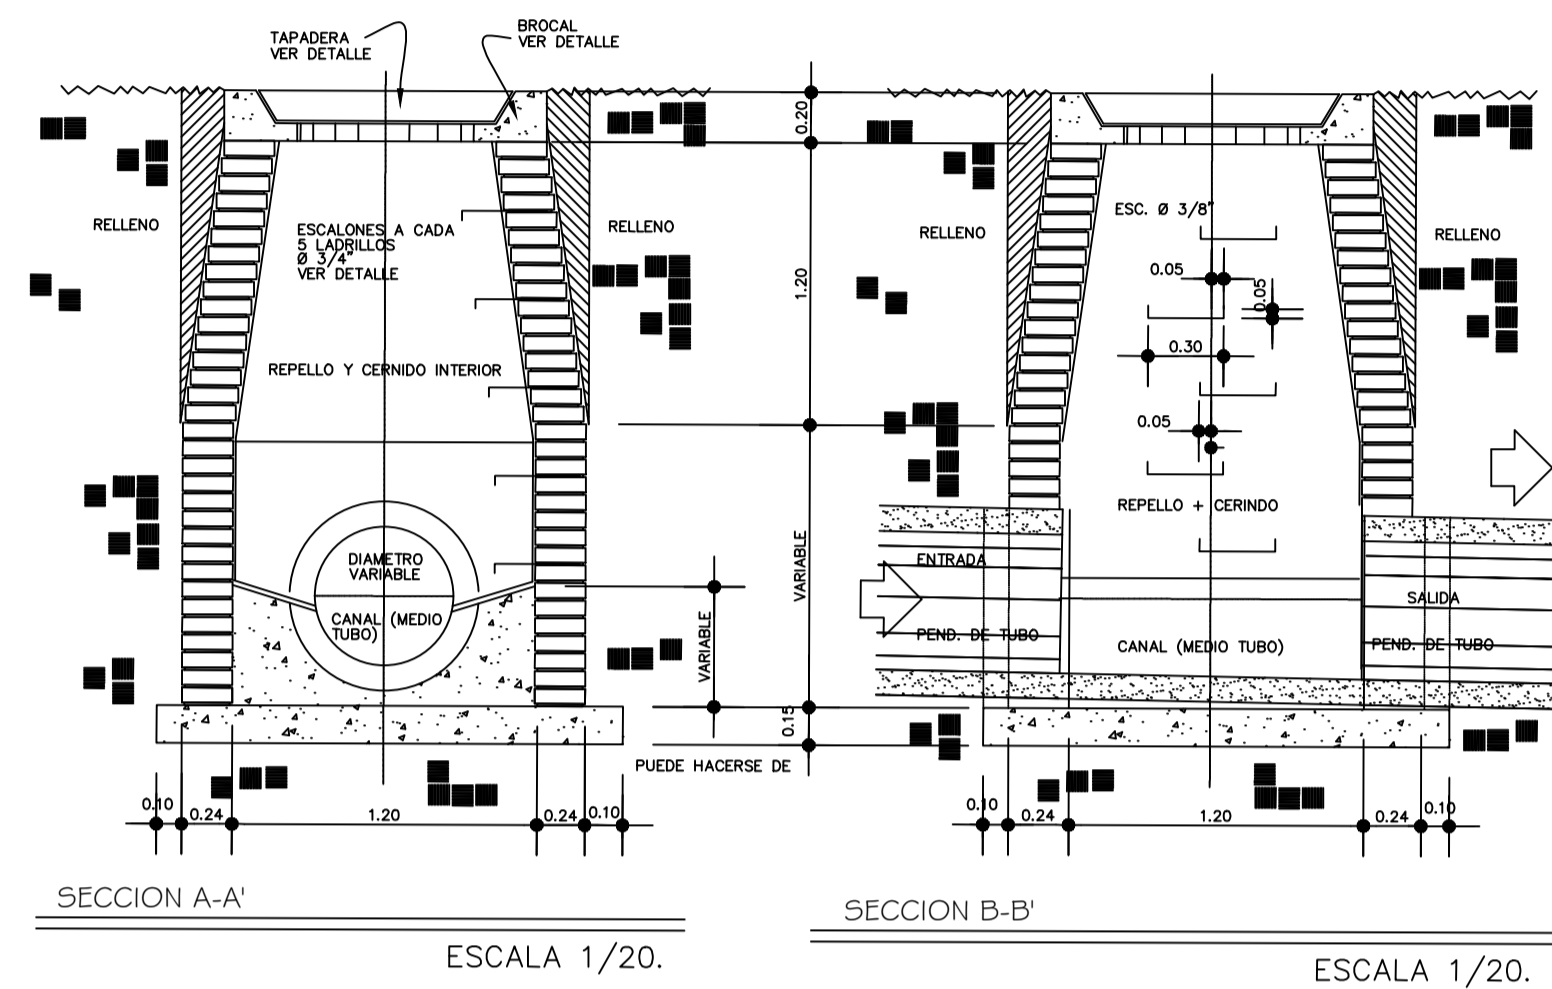 TAPADERA
VER DETALLE
BROCAL
VER DETALLE
RELLENO
ESCALONES A CADA
5 LADRILLOS
Ø 3/4"
VER DETALLE
RELLENO
REPELLO Y CERNIDO INTERIOR
DIAMETRO
VARIABLE
CANAL (MEDIO
TUBO)
0.10
0.24
1.20
0.24
0.10
SECCION A-A'
ESCALA 1/20.
0.20
1.20
VARIABLE
VARIABLE
0.15
PUEDE HACERSE DE
RELLENO
ESC. Ø 3/8"
RELLENO
0.05
0.05
0.30
0.05
REPELLO + CERINDO
ENTRADA
SALIDA
PEND. DE TUBO
CANAL (MEDIO TUBO)
PEND. DE TUBO
0.10
0.24
1.20
0.24
0.10
SECCION B-B'
ESCALA 1/20.